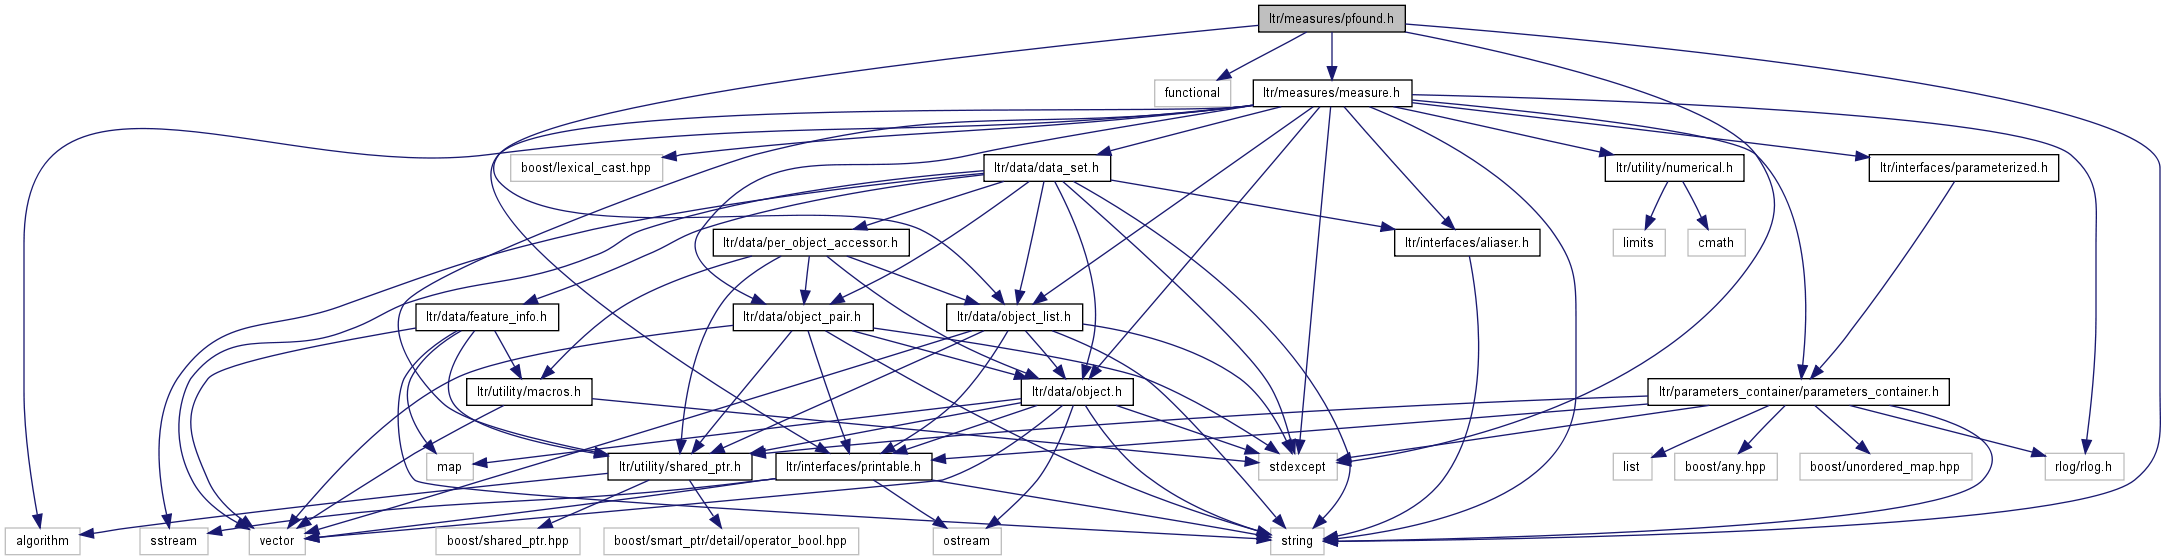 ltr/measures/pfound.h
functional
ltr/measures/measure.h
boost/lexical_cast.hpp
ltr/data/data_set.h
ltr/utility/numerical.h
ltr/interfaces/parameterized.h
ltr/data/per_object_accessor.h
ltr/interfaces/aliaser.h
limits
cmath
ltr/data/feature_info.h
ltr/data/object_pair.h
ltr/data/object_list.h
ltr/utility/macros.h
ltr/data/object.h
ltr/parameters_container/parameters_container.h
map
ltr/utility/shared_ptr.h
ltr/interfaces/printable.h
stdexcept
list
boost/any.hpp
boost/unordered_map.hpp
rlog/rlog.h
algorithm
sstream
vector
boost/shared_ptr.hpp
boost/smart_ptr/detail/operator_bool.hpp
ostream
string